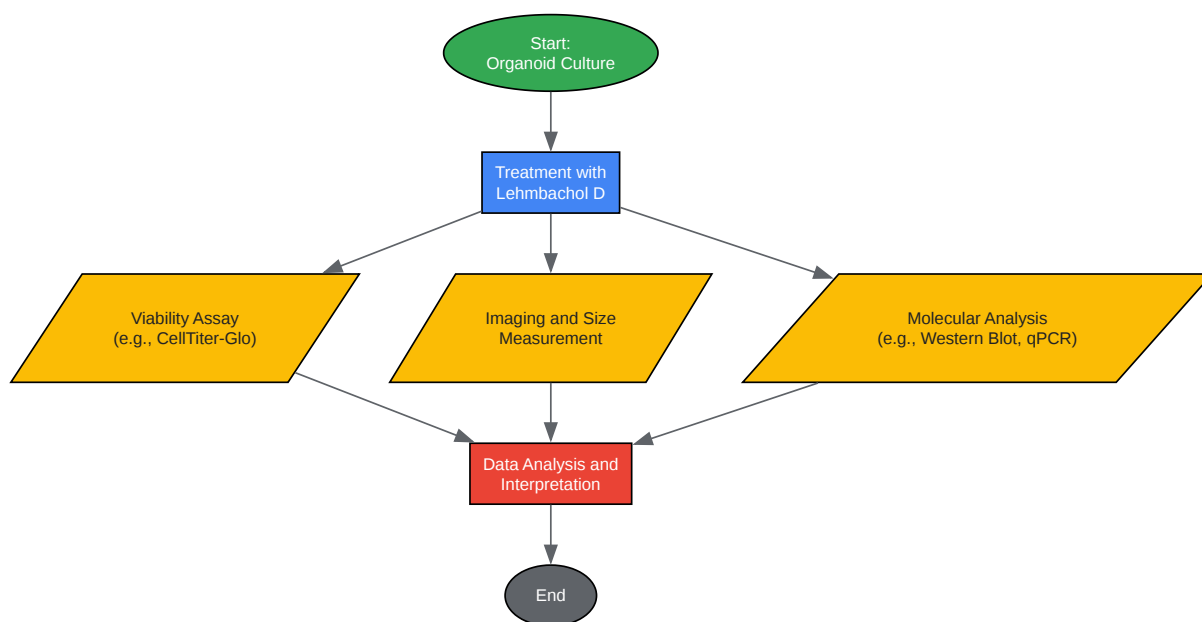 Start:
Organoid Culture
Treatment with
Lehmbachol D
Viability Assay
(e.g., CellTiter-Glo)
Imaging and Size
Measurement
Molecular Analysis
(e.g., Western Blot, qPCR)
Data Analysis and
Interpretation
End